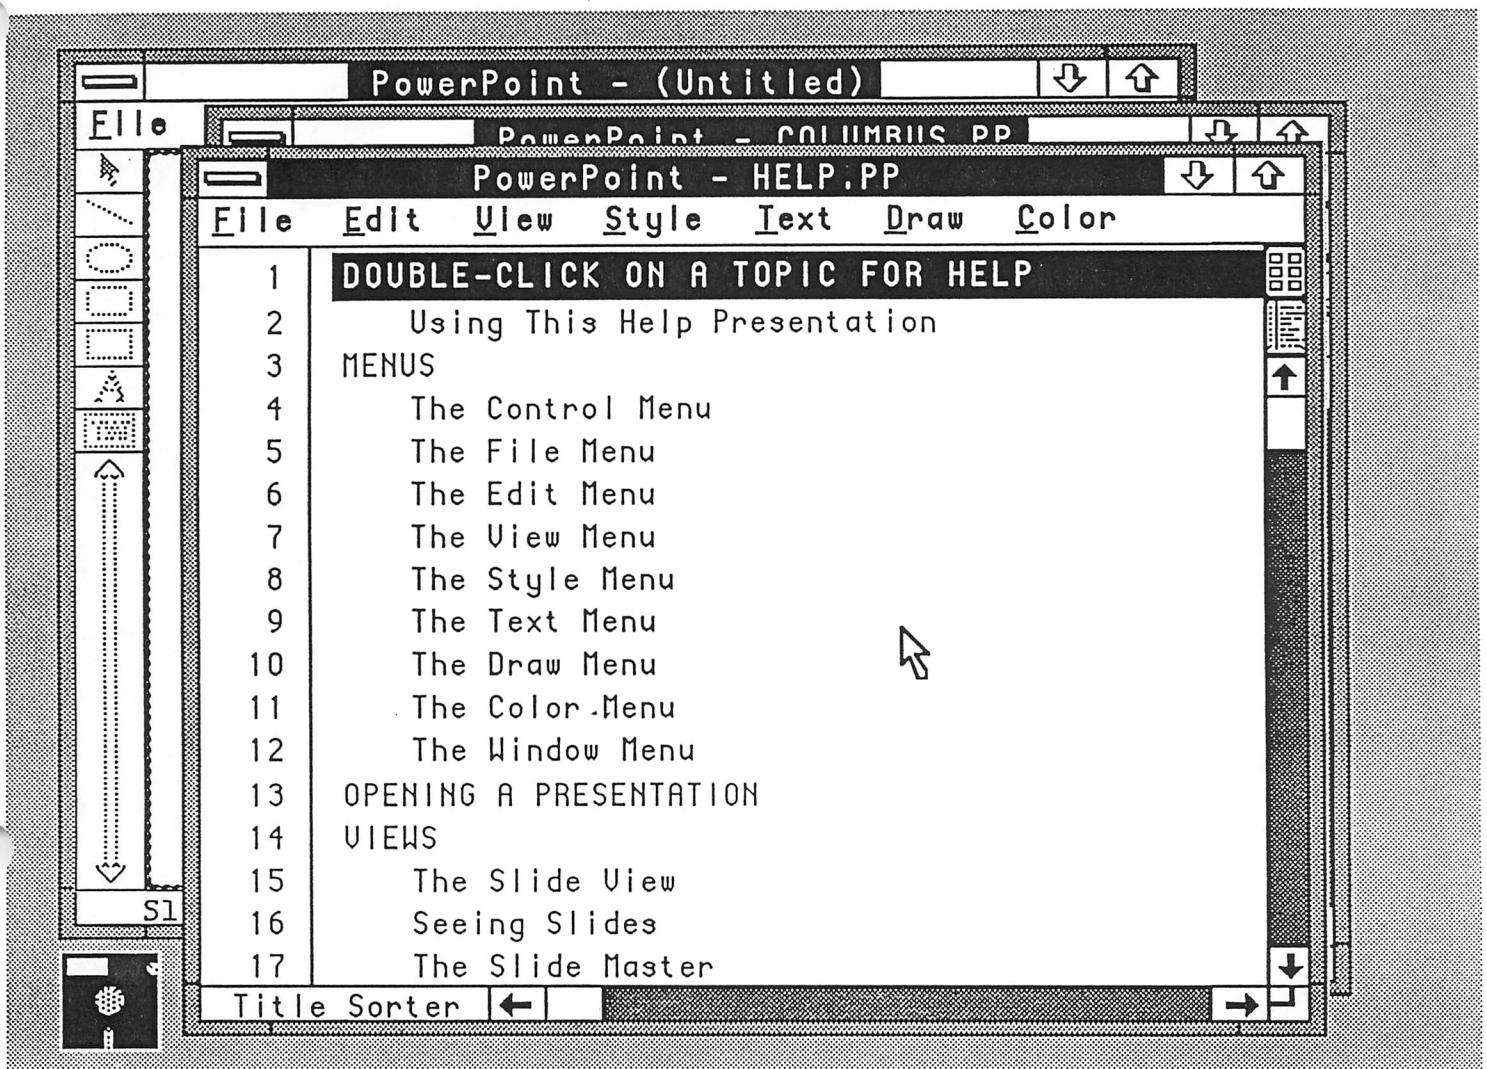 PowerPoint - (Untitled)
File
PowerPoint - COLUMBUS.PP
PowerPoint - HELP.PP
File Edit View Style Text Draw Color
1 DOUBLE-CLICK ON A TOPIC FOR HELP
2 Using This Help Presentation
3 MENUS
4 The Control Menu
5 The File Menu
6 The Edit Menu
7 The View Menu
8 The Style Menu
9 The Text Menu
10 The Draw Menu
11 The Color Menu
12 The Window Menu
13 OPENING A PRESENTATION
14 VIEWS
15 The Slide View
16 Seeing Slides
17 The Slide Master
A
Sl
Title Sorter